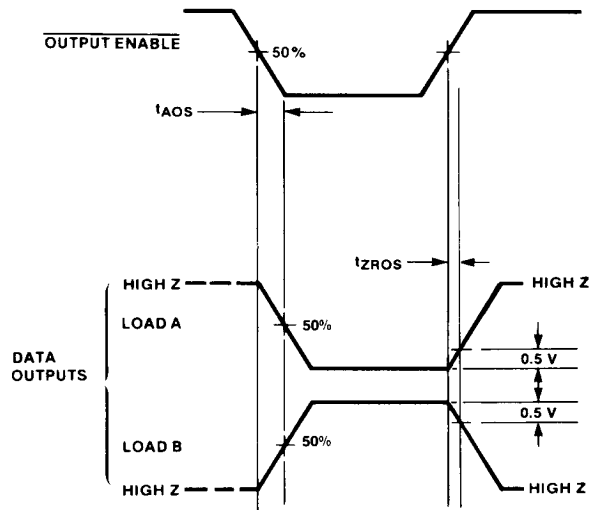 OUTPUT ENABLE
50%
tAOS
tZROS
HIGH Z
HIGH Z
LOAD A
50%
0.5 V
DATA
OUTPUTS
0.5 V
LOAD B
50%
HIGH Z
HIGH Z